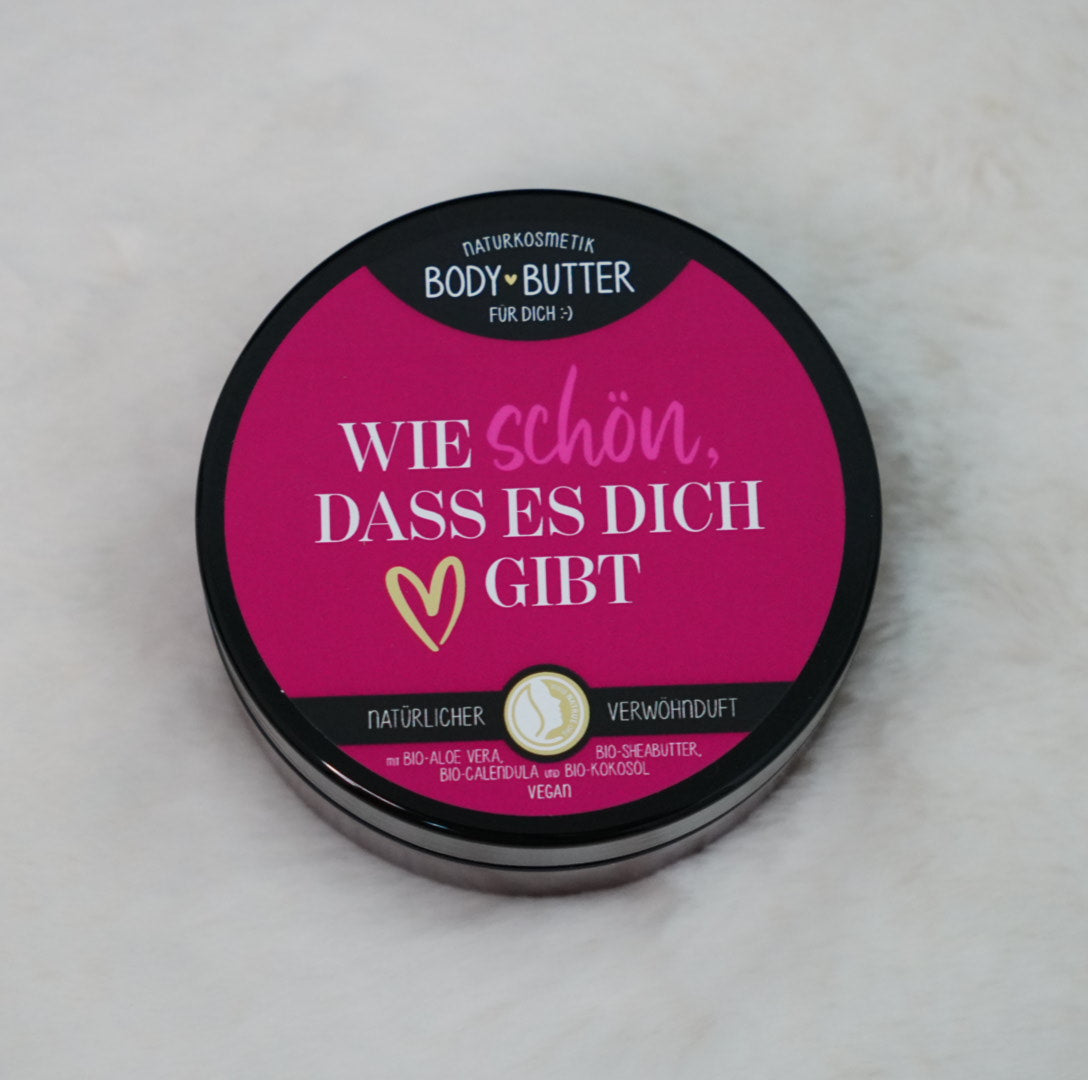 NATURKOSMETIK
BODY BUTTER
FÜR DICH :-)
WIE schön,
DASS ES DICH
GIBT
NATÜRLICHER VERWÖHNDUFT
mit BIO-ALOE VERA, BIO-SHEABUTTER,
BIO-CALENDULA und BIO-KOKOSÖL
VEGAN